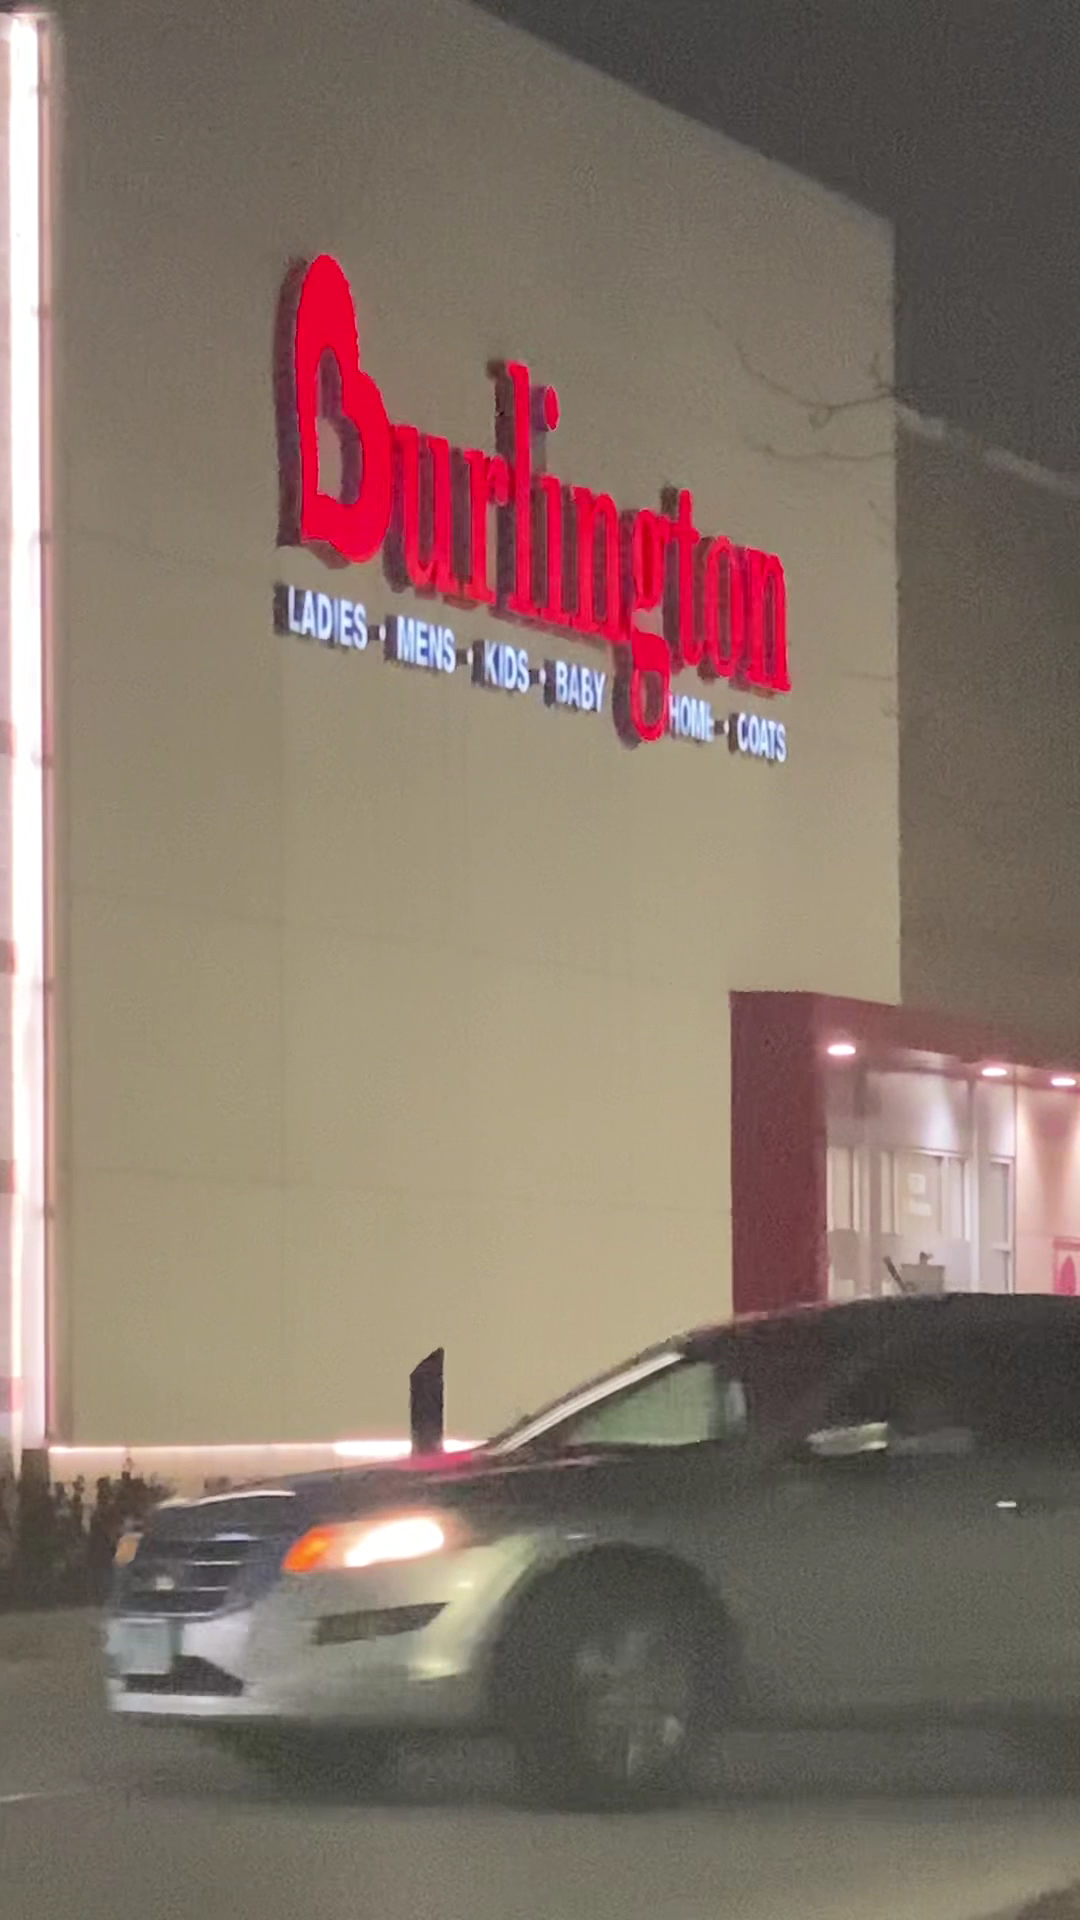 Burlington
LADIES • MENS • KIDS • BABY HOME • COATS